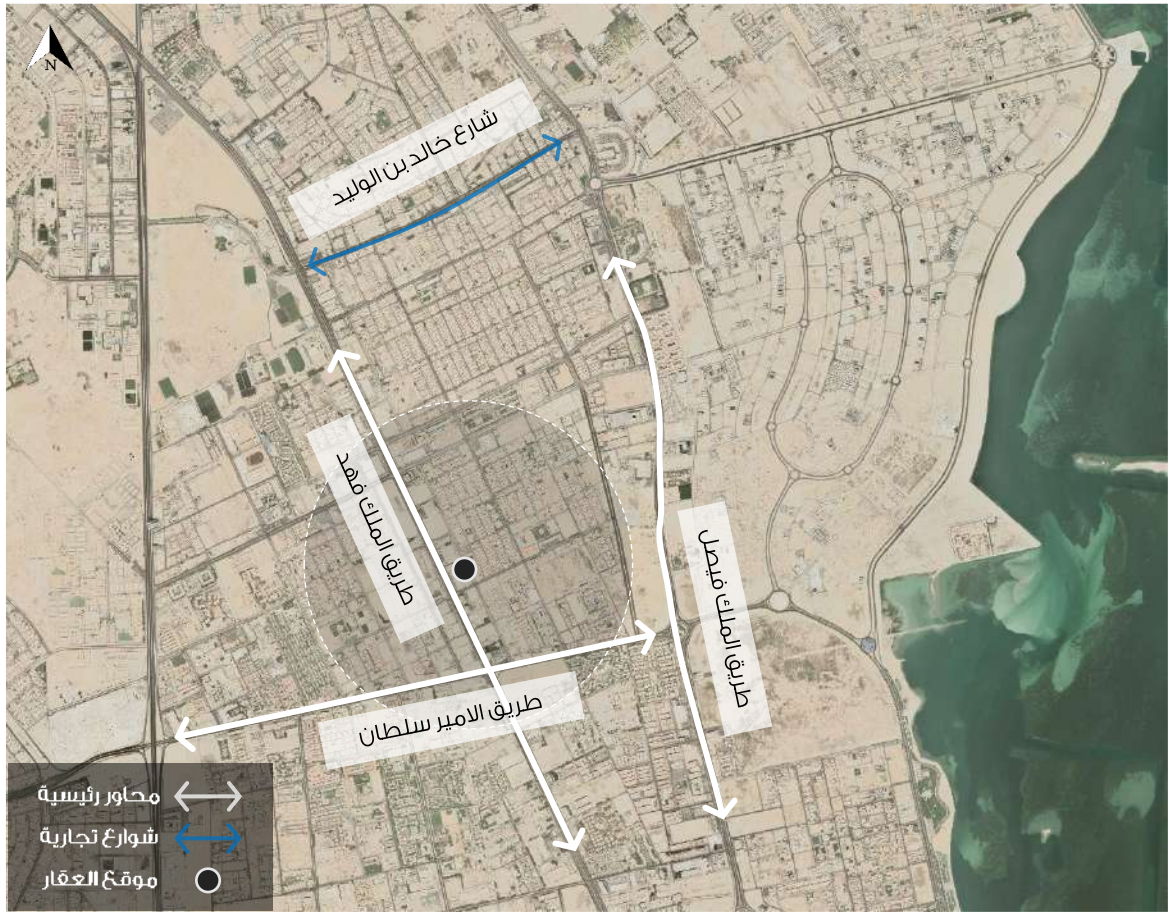 N
شارع خالد بن الوليد
طريق الملك فهد
طريق الملك فيصل
طريق الامير سلطان
محاور رئيسية
شوارع تجارية
موقع العقار